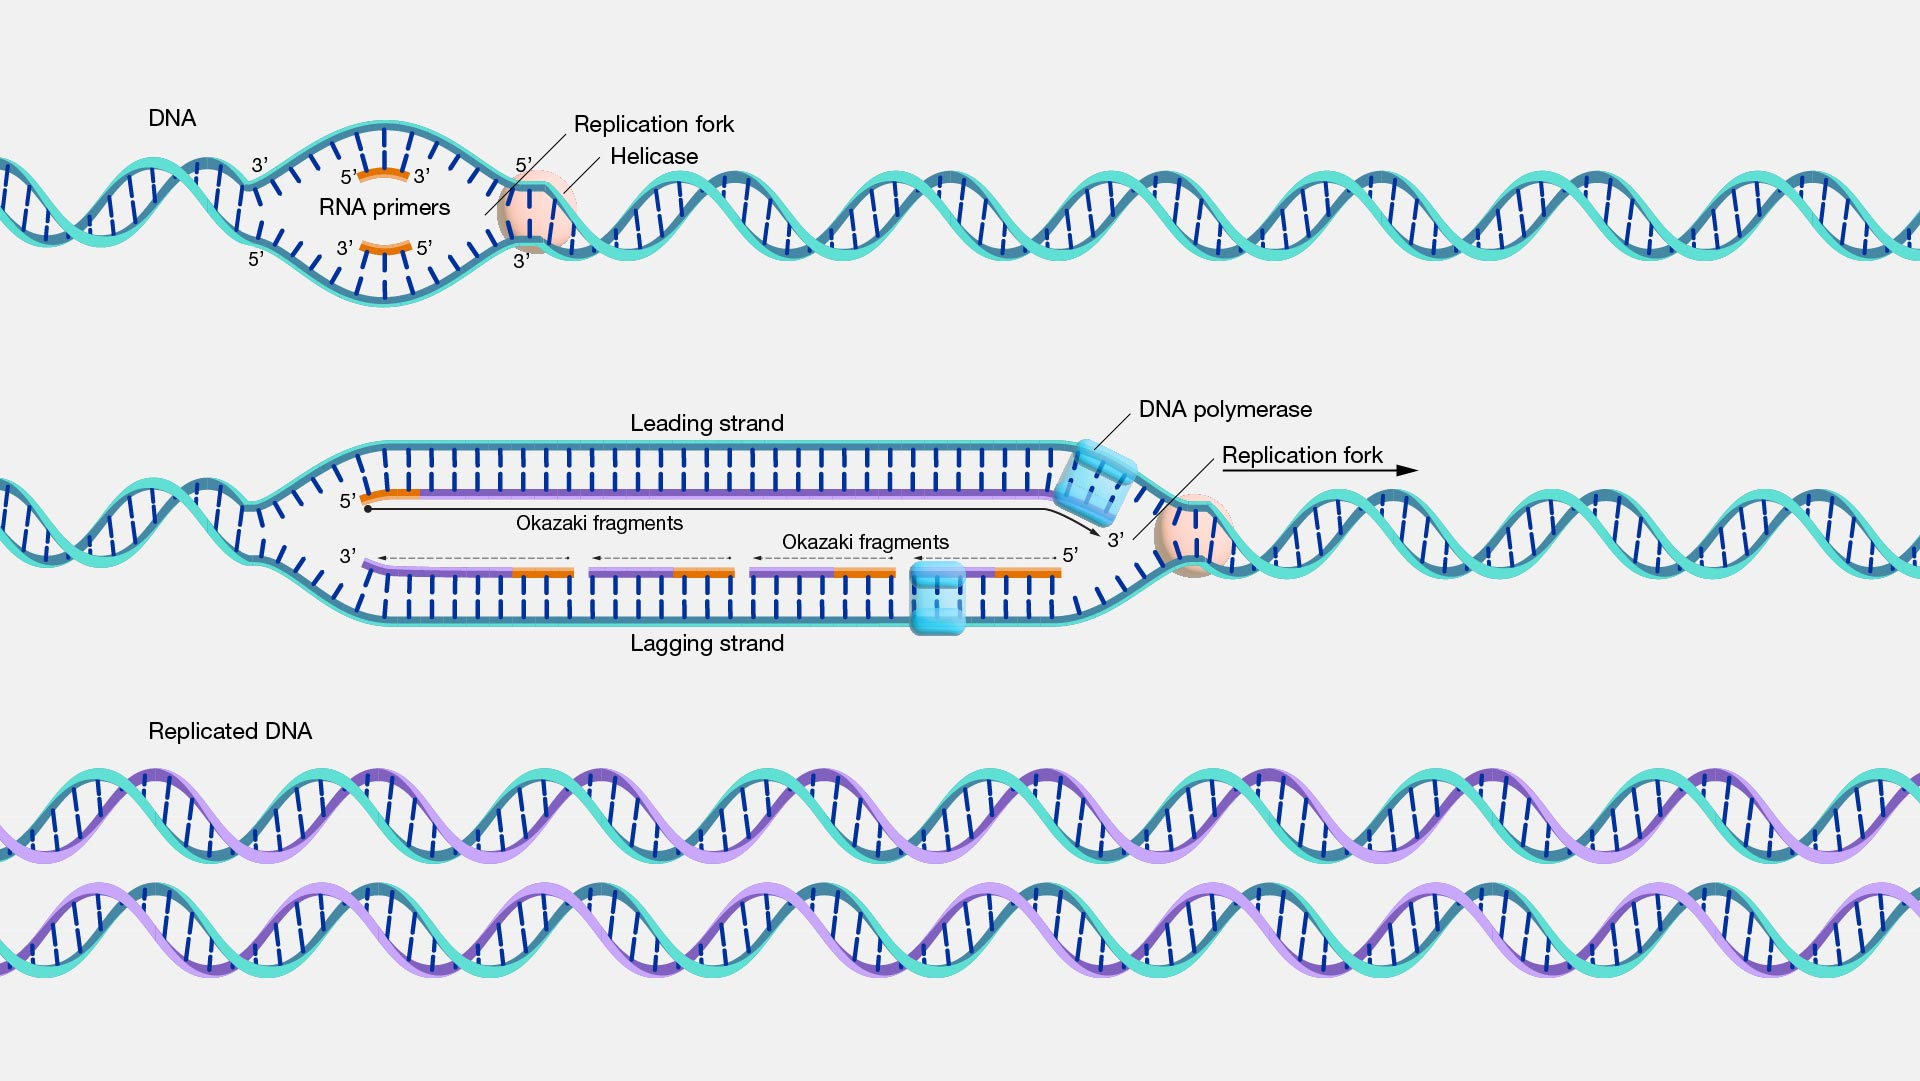 DNA
Replication fork
Helicase
3’
5’
5’
3’
RNA primers
3’
5’
5’
3’
DNA polymerase
Leading strand
Replication fork
5’
Okazaki fragments
3’
Okazaki fragments
3’
5’
Lagging strand
Replicated DNA